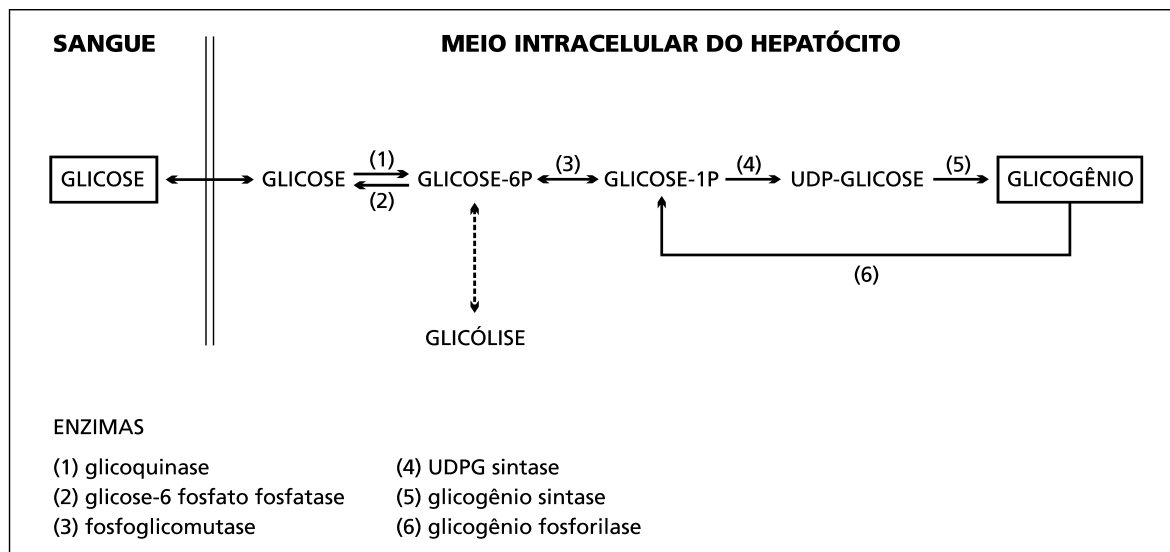 SANGUE MEIO INTRACELULAR DO HEPATÓCITO
(1) (3) (4) (5)
GLICOSE GLICOSE GLICOSE-6P GLICOSE-1P UDP-GLICOSE GLICOGÊNIO
(2)
(6)
GLICÓLISE
ENZIMAS
(1) glicoquinase (4) UDPG sintase
(2) glicose-6 fosfato fosfatase (5) glicogênio sintase
(3) fosfoglicomutase (6) glicogênio fosforilase